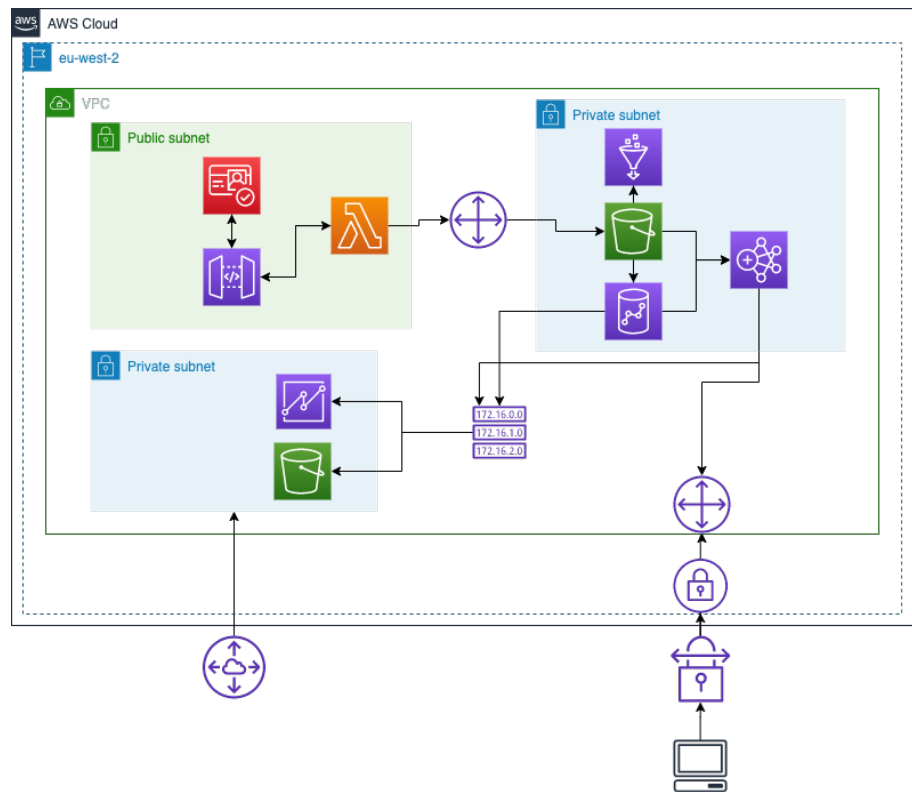 aws
AWS Cloud
eu-west-2
VPC
Public subnet
Private subnet
</>
Private subnet
172.16.0.0
172.16.1.0
172.16.2.0